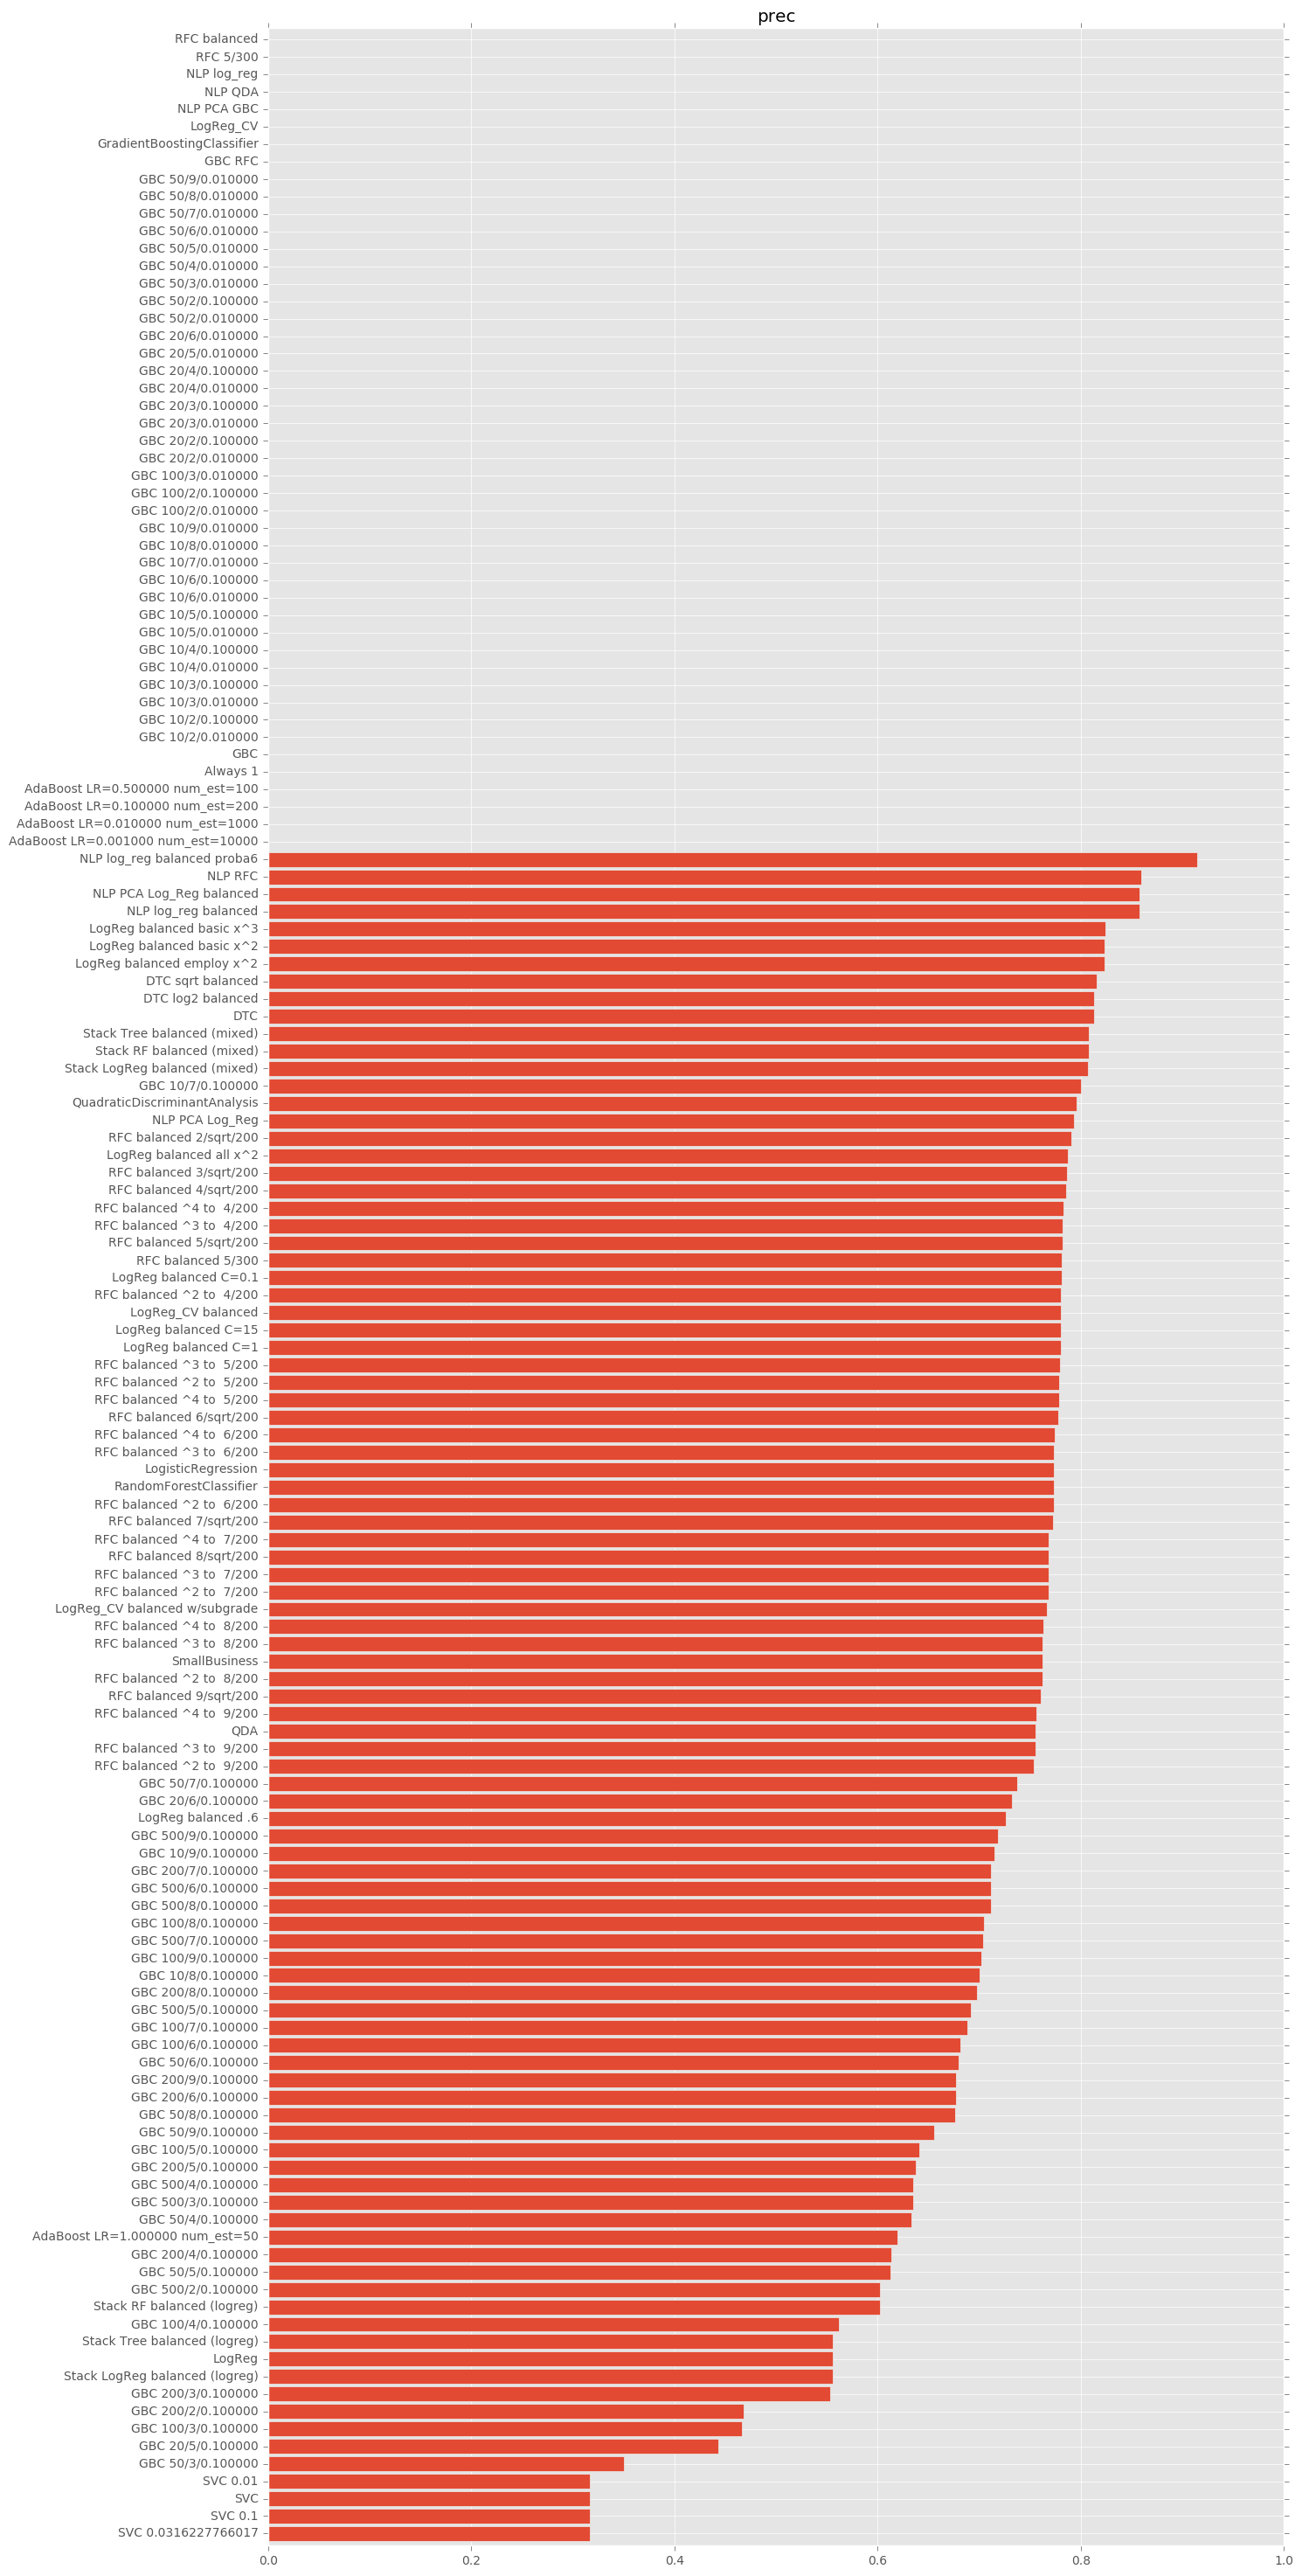 prec
RFC balanced
RFC 5/300
NLP log_reg
NLP QDA
NLP PCA GBC
LogReg_CV
GradientBoostingClassifier
GBC RFC
GBC 50/9/0.010000
GBC 50/8/0.010000
GBC 50/7/0.010000
GBC 50/6/0.010000
GBC 50/5/0.010000
GBC 50/4/0.010000
GBC 50/3/0.010000
GBC 50/2/0.100000
GBC 50/2/0.010000
GBC 20/6/0.010000
GBC 20/5/0.010000
GBC 20/4/0.100000
GBC 20/4/0.010000
GBC 20/3/0.100000
GBC 20/3/0.010000
GBC 20/2/0.100000
GBC 20/2/0.010000
GBC 100/3/0.010000
GBC 100/2/0.100000
GBC 100/2/0.010000
GBC 10/9/0.010000
GBC 10/8/0.010000
GBC 10/7/0.010000
GBC 10/6/0.100000
GBC 10/6/0.010000
GBC 10/5/0.100000
GBC 10/5/0.010000
GBC 10/4/0.100000
GBC 10/4/0.010000
GBC 10/3/0.100000
GBC 10/3/0.010000
GBC 10/2/0.100000
GBC 10/2/0.010000
GBC
Always 1
AdaBoost LR=0.500000 num_est=100
AdaBoost LR=0.100000 num_est=200
AdaBoost LR=0.010000 num_est=1000
AdaBoost LR=0.001000 num_est=10000
NLP log_reg balanced proba6
NLP RFC
NLP PCA Log_Reg balanced
NLP log_reg balanced
LogReg balanced basic x^3
LogReg balanced basic x^2
LogReg balanced employ x^2
DTC sqrt balanced
DTC log2 balanced
DTC
Stack Tree balanced (mixed)
Stack RF balanced (mixed)
Stack LogReg balanced (mixed)
GBC 10/7/0.100000
QuadraticDiscriminantAnalysis
NLP PCA Log_Reg
RFC balanced 2/sqrt/200
LogReg balanced all x^2
RFC balanced 3/sqrt/200
RFC balanced 4/sqrt/200
RFC balanced ^4 to  4/200
RFC balanced ^3 to  4/200
RFC balanced 5/sqrt/200
RFC balanced 5/300
LogReg balanced C=0.1
RFC balanced ^2 to  4/200
LogReg_CV balanced
LogReg balanced C=15
LogReg balanced C=1
RFC balanced ^3 to  5/200
RFC balanced ^2 to  5/200
RFC balanced ^4 to  5/200
RFC balanced 6/sqrt/200
RFC balanced ^4 to  6/200
RFC balanced ^3 to  6/200
LogisticRegression
RandomForestClassifier
RFC balanced ^2 to  6/200
RFC balanced 7/sqrt/200
RFC balanced ^4 to  7/200
RFC balanced 8/sqrt/200
RFC balanced ^3 to  7/200
RFC balanced ^2 to  7/200
LogReg_CV balanced w/subgrade
RFC balanced ^4 to  8/200
RFC balanced ^3 to  8/200
SmallBusiness
RFC balanced ^2 to  8/200
RFC balanced 9/sqrt/200
RFC balanced ^4 to  9/200
QDA
RFC balanced ^3 to  9/200
RFC balanced ^2 to  9/200
GBC 50/7/0.100000
GBC 20/6/0.100000
LogReg balanced .6
GBC 500/9/0.100000
GBC 10/9/0.100000
GBC 200/7/0.100000
GBC 500/6/0.100000
GBC 500/8/0.100000
GBC 100/8/0.100000
GBC 500/7/0.100000
GBC 100/9/0.100000
GBC 10/8/0.100000
GBC 200/8/0.100000
GBC 500/5/0.100000
GBC 100/7/0.100000
GBC 100/6/0.100000
GBC 50/6/0.100000
GBC 200/9/0.100000
GBC 200/6/0.100000
GBC 50/8/0.100000
GBC 50/9/0.100000
GBC 100/5/0.100000
GBC 200/5/0.100000
GBC 500/4/0.100000
GBC 500/3/0.100000
GBC 50/4/0.100000
AdaBoost LR=1.000000 num_est=50
GBC 200/4/0.100000
GBC 50/5/0.100000
GBC 500/2/0.100000
Stack RF balanced (logreg)
GBC 100/4/0.100000
Stack Tree balanced (logreg)
LogReg
Stack LogReg balanced (logreg)
GBC 200/3/0.100000
GBC 200/2/0.100000
GBC 100/3/0.100000
GBC 20/5/0.100000
GBC 50/3/0.100000
SVC 0.01
SVC
SVC 0.1
SVC 0.0316227766017
0.0 0.2 0.4 0.6 0.8 1.0